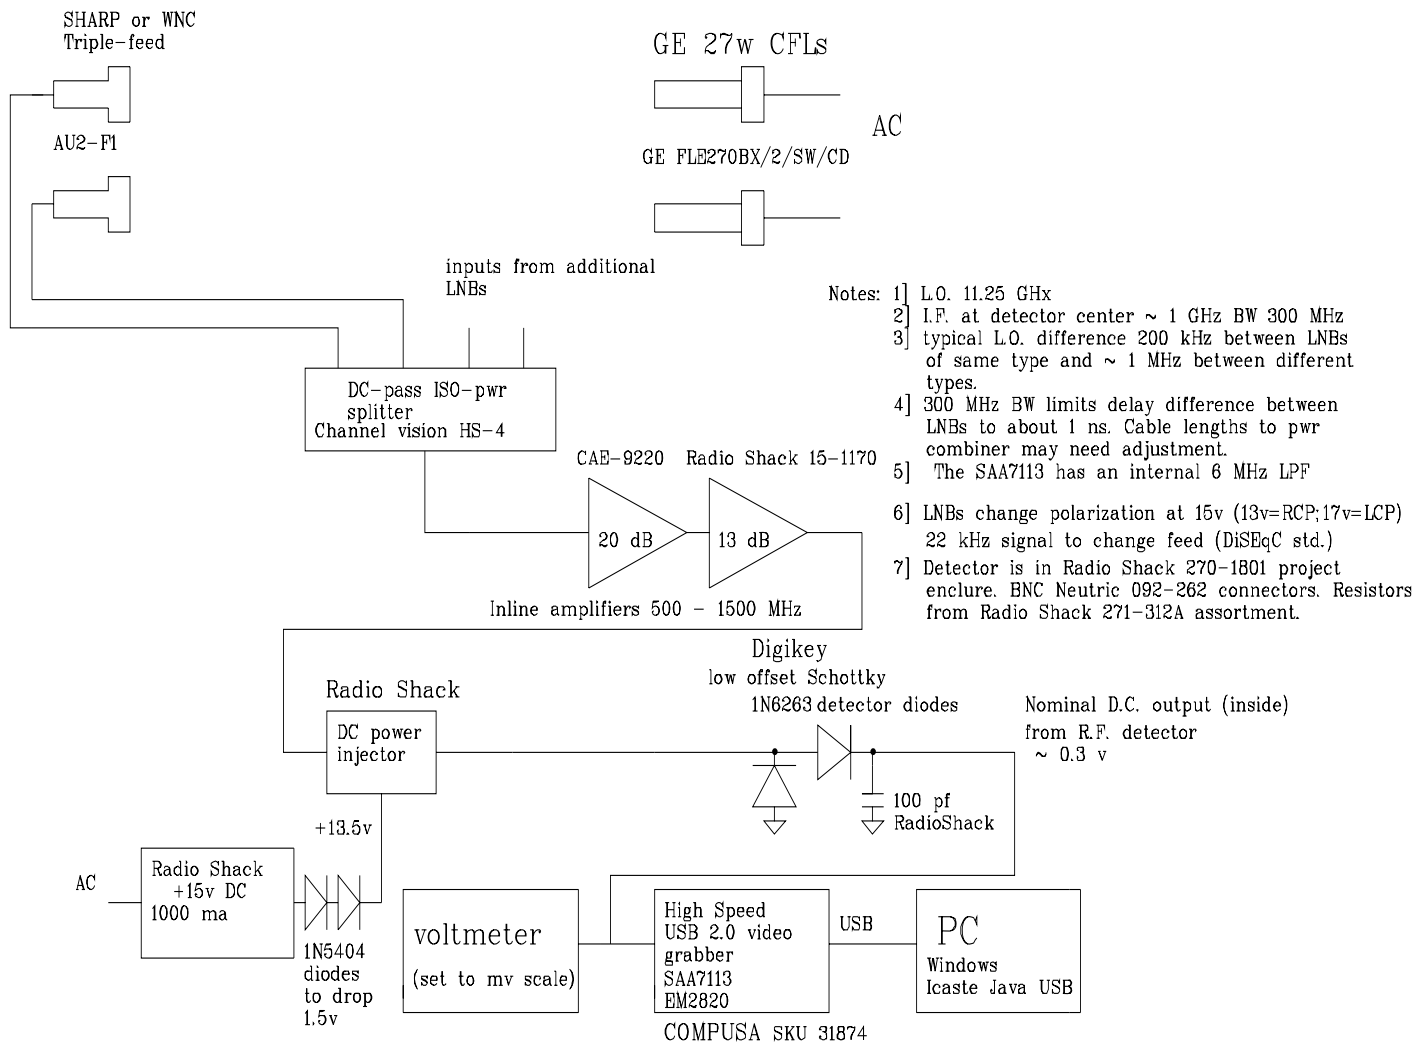 SHARP or WNC
Triple-feed
AU2-F1
GE 27w CFLs
AC
GE FLE270BX/2/SW/CD
inputs from additional
LNBs
Notes: 1] L.O. 11.25 GHx
2] I.F. at detector center ~ 1 GHz BW 300 MHz
3] typical L.O. difference 200 kHz between LNBs
of same type and ~ 1 MHz between different
types.
4] 300 MHz BW limits delay difference between
LNBs to about 1 ns. Cable lengths to pwr
combiner may need adjustment.
5] The SAA7113 has an internal 6 MHz LPF
6] LNBs change polarization at 15v (13v=RCP;17v=LCP)
22 kHz signal to change feed (DiSEqC std.)
7] Detector is in Radio Shack 270-1801 project
enclure. BNC Neutric 092-262 connectors. Resistors
from Radio Shack 271-312A assortment.
DC-pass ISO-pwr
splitter
Channel vision HS-4
CAE-9220 Radio Shack 15-1170
20 dB
13 dB
Inline amplifiers 500 - 1500 MHz
Digikey
low offset Schottky
1N6263 detector diodes
Nominal D.C. output (inside)
from R.F. detector
~ 0.3 v
Radio Shack
DC power
injector
100 pf
RadioShack
+13.5v
AC
Radio Shack
+15v DC
1000 ma
1N5404
diodes
to drop
1.5v
voltmeter
(set to mv scale)
High Speed
USB 2.0 video
grabber
SAA7113
EM2820
COMPUSA SKU 31874
USB
PC
Windows
Icaste Java USB